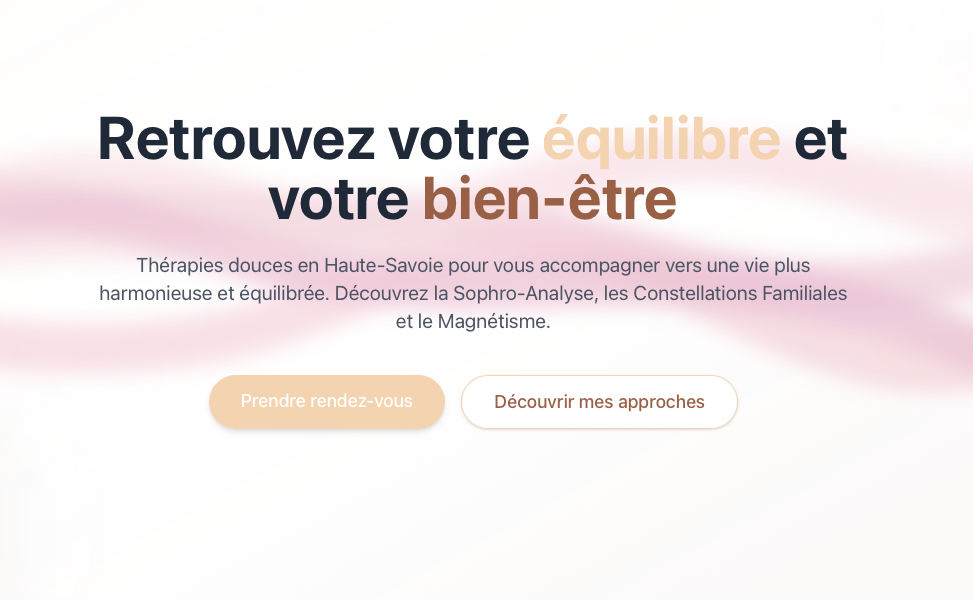 Retrouvez votre équilibre et
votre bien-être
Thérapies douces en Haute-Savoie pour vous accompagner vers une vie plus
harmonieuse et équilibrée. Découvrez la Sophro-Analyse, les Constellations Familiales
et le Magnétisme.
Prendre rendez-vous
Découvrir mes approches